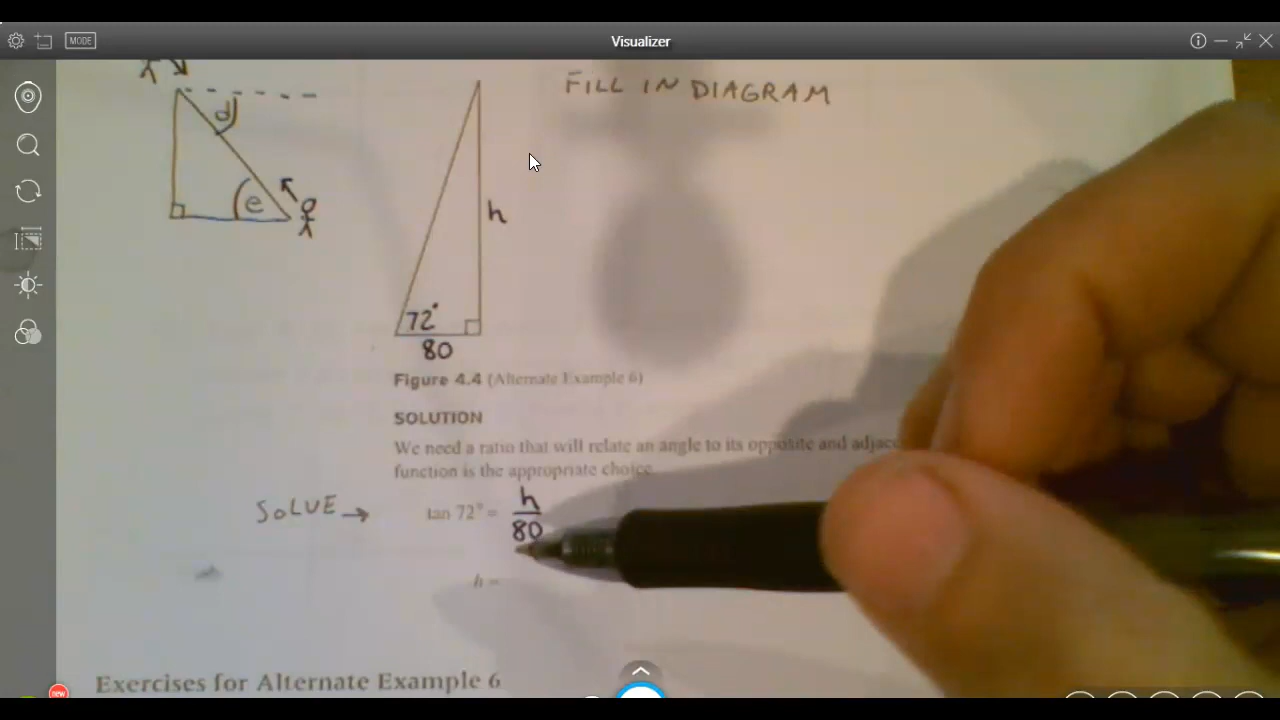 MODE
Visualizer
FILL IN DIAGRAM
d
e
h
72°
80
Figure 4.4 (Alternate Example 6)
SOLUTION
We need a ratio that will relate an angle to its opposite and
function is the appropriate choice.
SOLVE → tan 72° = h/80
h =
Exercises for Alternate Example 6
new